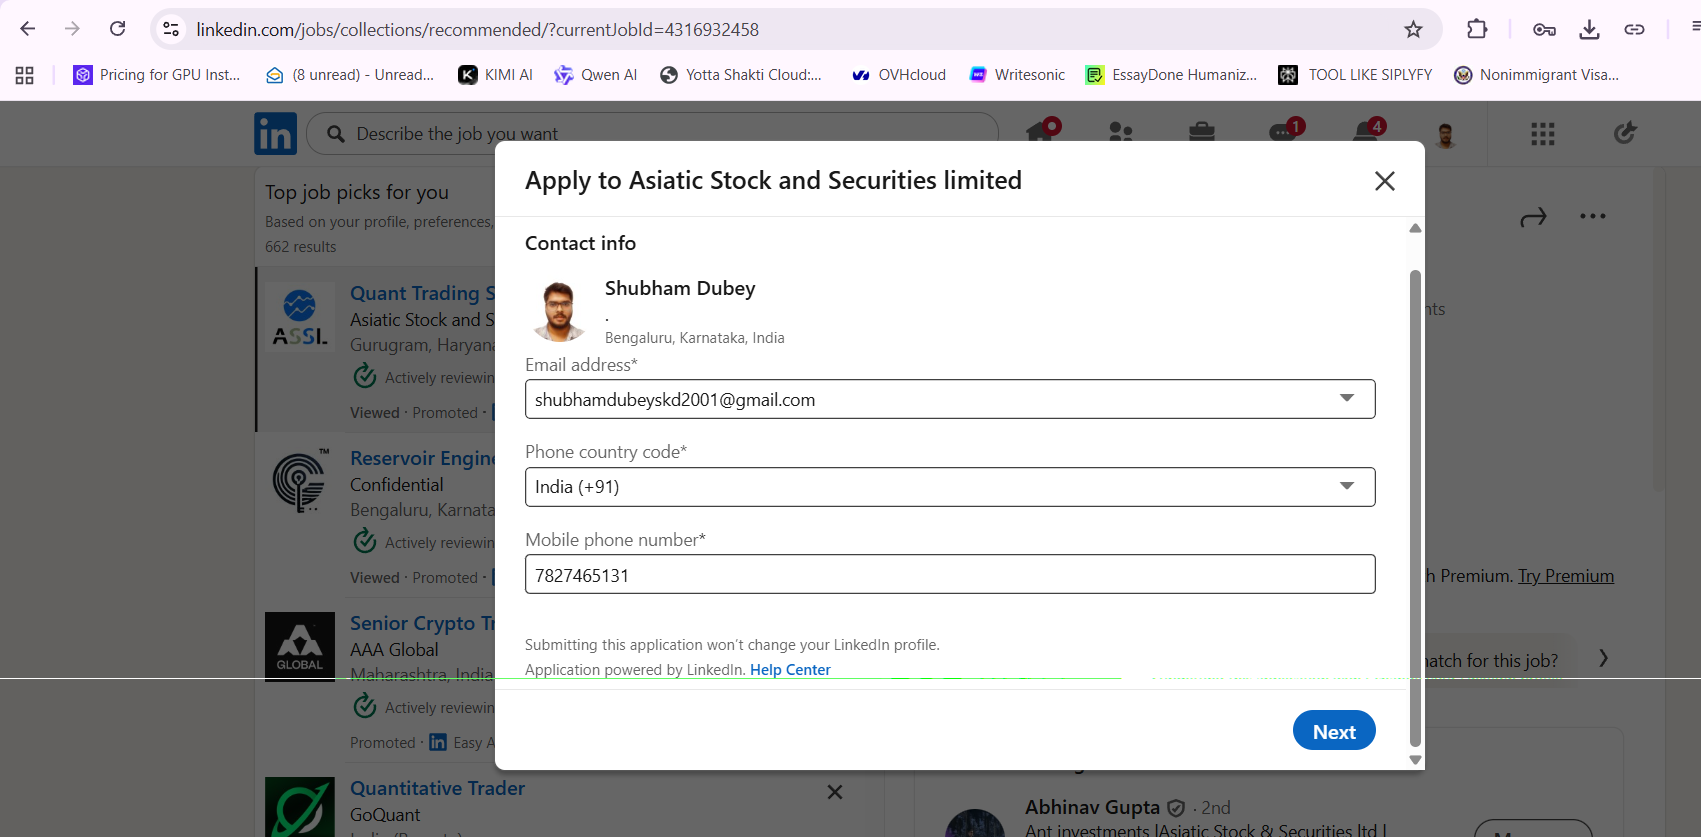 linkedin.com/jobs/collections/recommended/?currentJobId=4316932458
Pricing for GPU Inst...
(8 unread) - Unread...
KIMI AI
Qwen AI
Yotta Shakti Cloud:...
OVHcloud
Writesonic
EssayDone Humaniz...
TOOL LIKE SIPLYFY
Nonimmigrant Visa...
in
Describe the job you want
1
4
Top job picks for you
Based on your profile, preferences,
662 results
ASSL
Quant Trading S
Asiatic Stock and S
Gurugram, Haryana
Actively reviewin
Viewed · Promoted ·
Reservoir Engine
Confidential
Bengaluru, Karnata
Actively reviewin
Viewed · Promoted ·
GLOBAL
Senior Crypto Tr
AAA Global
Maharashtra, India
Actively reviewin
Promoted · in Easy A
Quantitative Trader
GoQuant
Apply to Asiatic Stock and Securities limited
Contact info
Shubham Dubey
.
Bengaluru, Karnataka, India
Email address*
shubhamdubeyskd2001@gmail.com
Phone country code*
India (+91)
Mobile phone number*
7827465131
Submitting this application won't change your LinkedIn profile.
Application powered by LinkedIn. Help Center
Next
nts
h Premium. Try Premium
atch for this job?
Abhinav Gupta · 2nd
Ant investments |Asiatic Stock & Securities ltd |